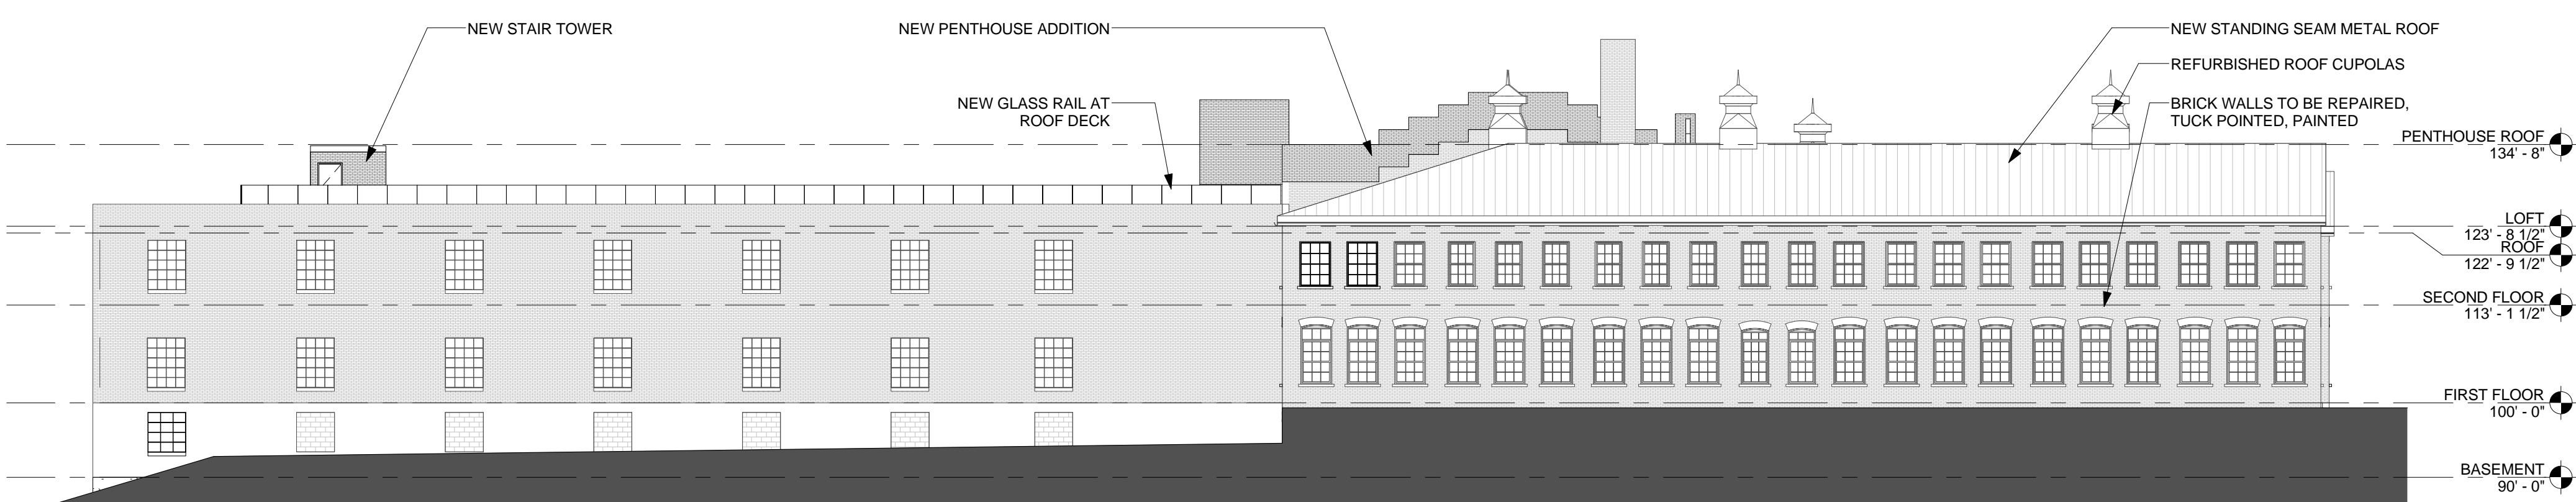 NEW STAIR TOWER
NEW PENTHOUSE ADDITION
NEW GLASS RAIL AT
ROOF DECK
NEW STANDING SEAM METAL ROOF
REFURBISHED ROOF CUPOLAS
BRICK WALLS TO BE REPAIRED,
TUCK POINTED, PAINTED
PENTHOUSE ROOF
134' - 8"
LOFT
123' - 8 1/2"
ROOF
122' - 9 1/2"
SECOND FLOOR
113' - 1 1/2"
FIRST FLOOR
100' - 0"
BASEMENT
90' - 0"